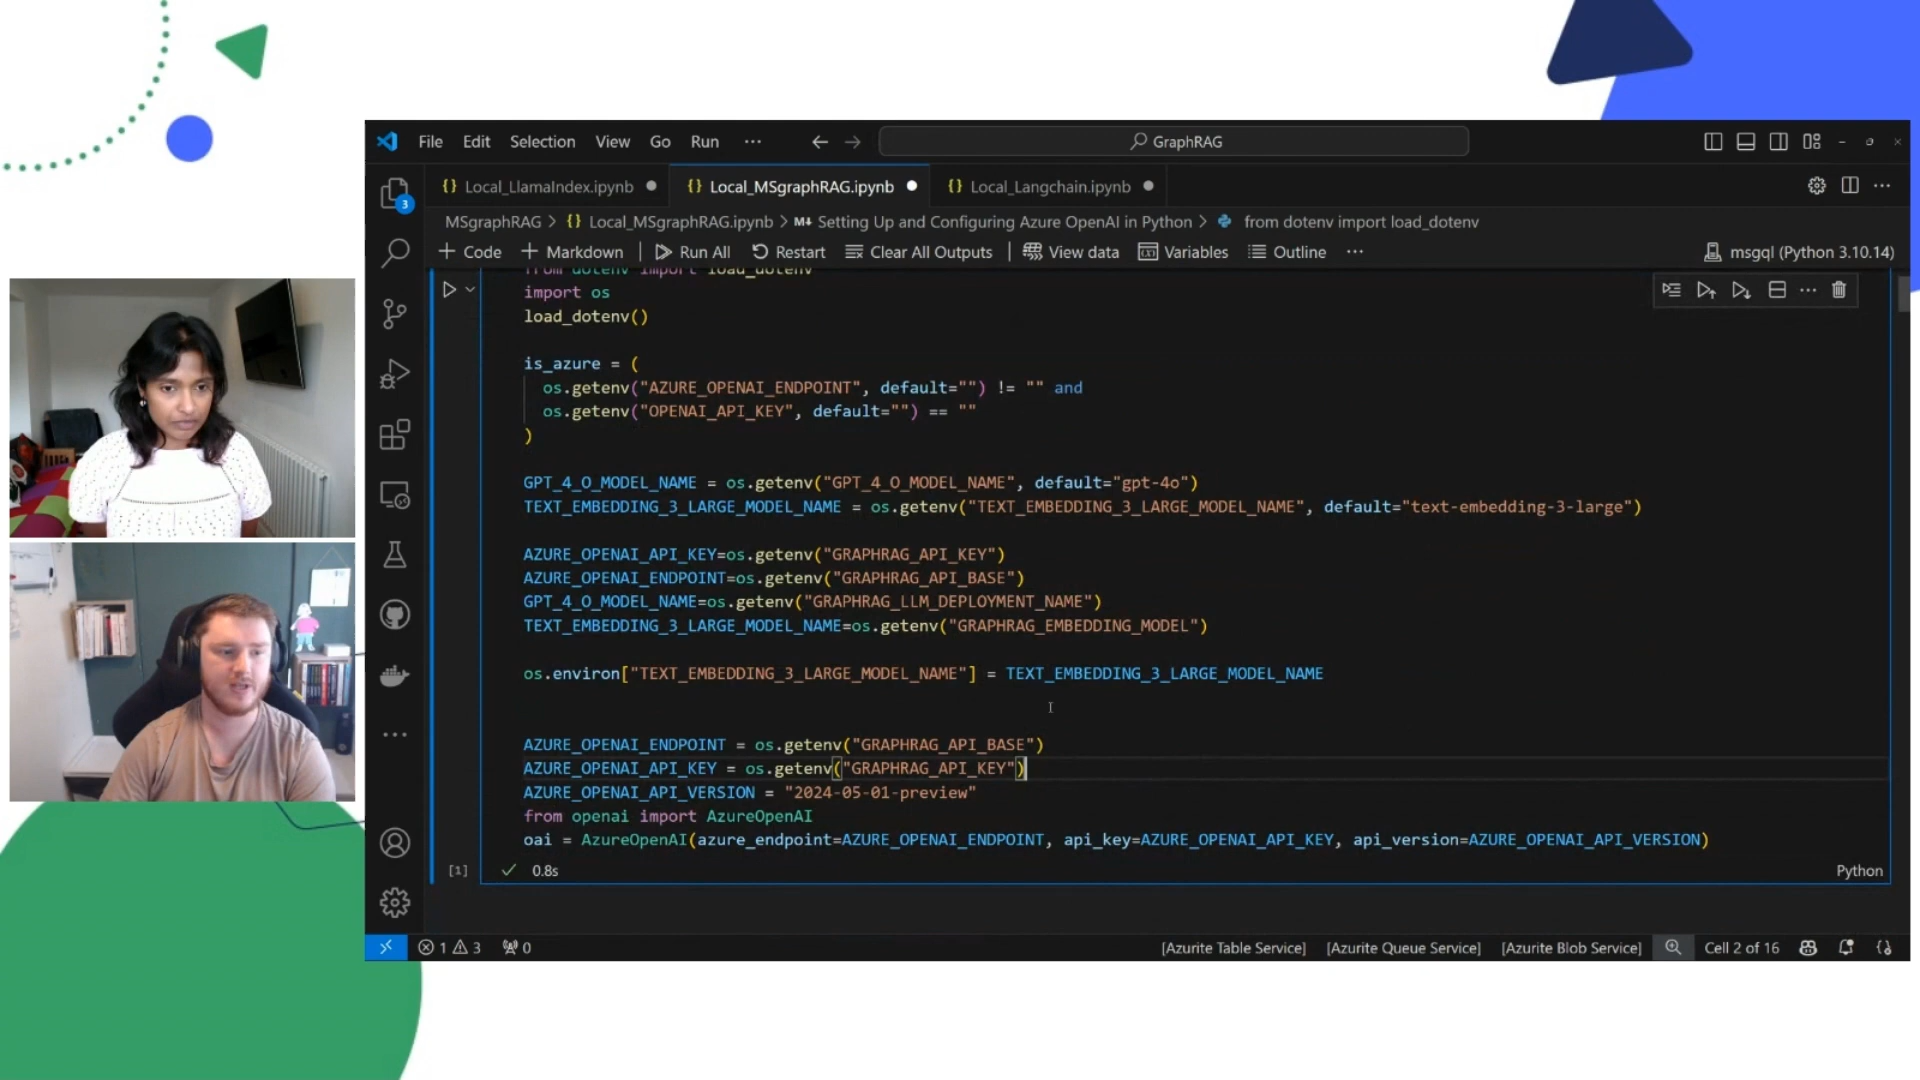 File Edit Selection View Go Run ··· GraphRAG
Local_LlamaIndex.ipynb Local_MSgraphRAG.ipynb Local_Langchain.ipynb
MSgraphRAG > Local_MSgraphRAG.ipynb > M↓ Setting Up and Configuring Azure OpenAI in Python > from dotenv import load_dotenv
+ Code + Markdown | Run All Restart Clear All Outputs | View data Variables Outline ··· msgql (Python 3.10.14)
3
from dotenv import load_dotenv
import os
load_dotenv()
is_azure = (
os.getenv("AZURE_OPENAI_ENDPOINT", default="") != "" and
os.getenv("OPENAI_API_KEY", default="") == ""
)
GPT_4_O_MODEL_NAME = os.getenv("GPT_4_O_MODEL_NAME", default="gpt-4o")
TEXT_EMBEDDING_3_LARGE_MODEL_NAME = os.getenv("TEXT_EMBEDDING_3_LARGE_MODEL_NAME", default="text-embedding-3-large")
AZURE_OPENAI_API_KEY=os.getenv("GRAPHRAG_API_KEY")
AZURE_OPENAI_ENDPOINT=os.getenv("GRAPHRAG_API_BASE")
GPT_4_O_MODEL_NAME=os.getenv("GRAPHRAG_LLM_DEPLOYMENT_NAME")
TEXT_EMBEDDING_3_LARGE_MODEL_NAME=os.getenv("GRAPHRAG_EMBEDDING_MODEL")
os.environ["TEXT_EMBEDDING_3_LARGE_MODEL_NAME"] = TEXT_EMBEDDING_3_LARGE_MODEL_NAME
AZURE_OPENAI_ENDPOINT = os.getenv("GRAPHRAG_API_BASE")
AZURE_OPENAI_API_KEY = os.getenv("GRAPHRAG_API_KEY")
AZURE_OPENAI_API_VERSION = "2024-05-01-preview"
from openai import AzureOpenAI
oai = AzureOpenAI(azure_endpoint=AZURE_OPENAI_ENDPOINT, api_key=AZURE_OPENAI_API_KEY, api_version=AZURE_OPENAI_API_VERSION)
[1] ✓ 0.8s Python
1 3 0 [Azurite Table Service] [Azurite Queue Service] [Azurite Blob Service] Cell 2 of 16